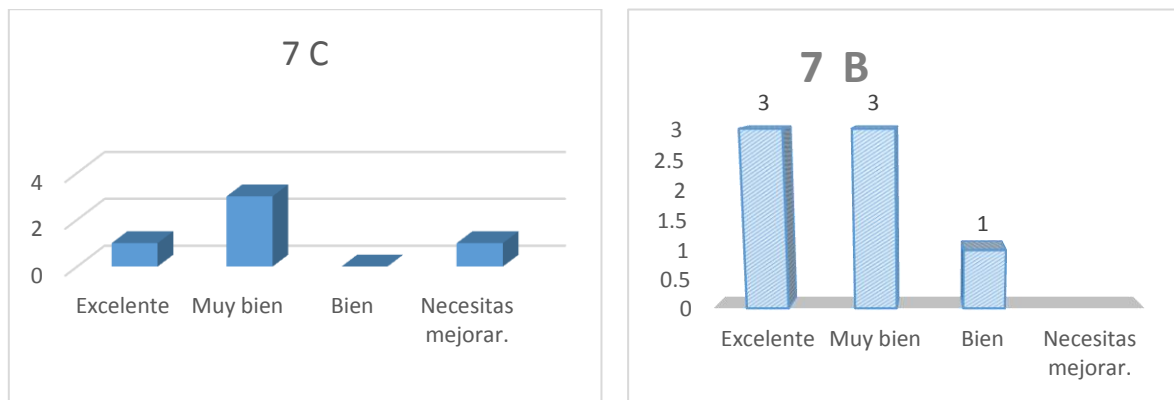 7 C
4
2
0
Excelente Muy bien Bien Necesitas
mejorar.
7 B
3 3
1
3
2.5
2
1.5
1
0.5
0
Excelente Muy bien Bien Necesitas
mejorar.